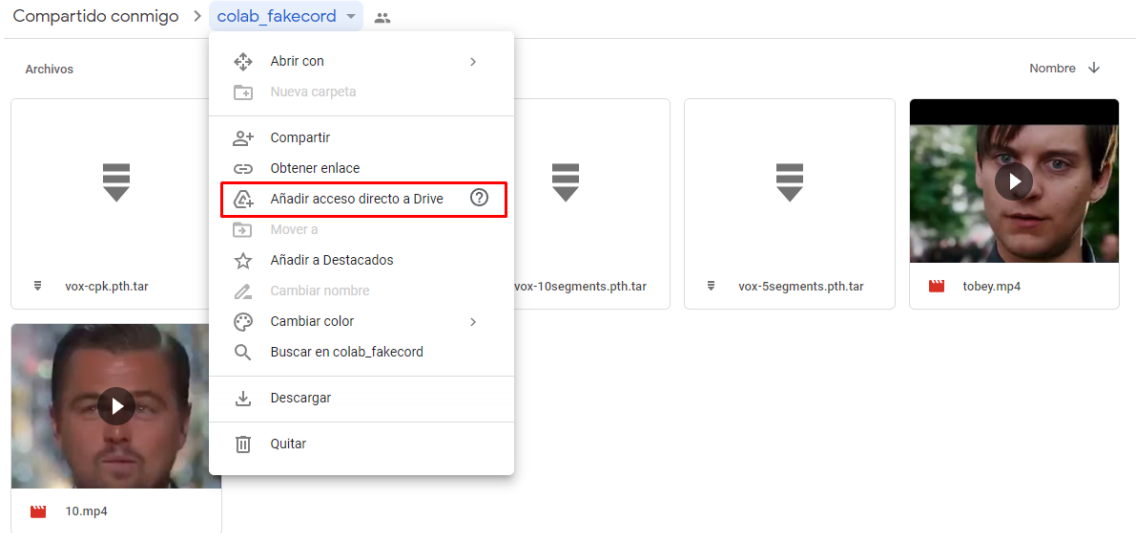 Compartido conmigo > colab_fakecord
Archivos
Nombre
Abrir con
Nueva carpeta
Compartir
Obtener enlace
Añadir acceso directo a Drive
Mover a
Añadir a Destacados
Cambiar nombre
Cambiar color
Buscar en colab_fakecord
Descargar
Quitar
vox-cpk.pth.tar
vox-10segments.pth.tar
vox-5segments.pth.tar
tobey.mp4
10.mp4